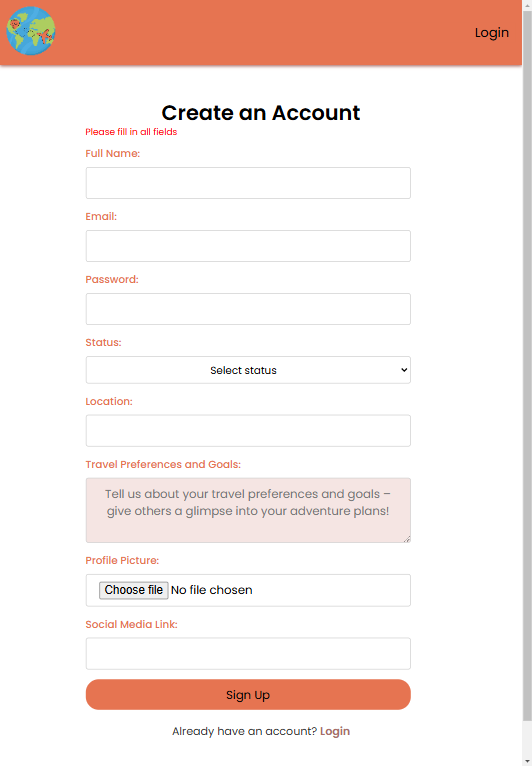 Login
Create an Account
Please fill in all fields
Full Name:
Email:
Password:
Status:
Select status
Location:
Travel Preferences and Goals:
Tell us about your travel preferences and goals –
give others a glimpse into your adventure plans!
Profile Picture:
Choose file No file chosen
Social Media Link:
Sign Up
Already have an account? Login